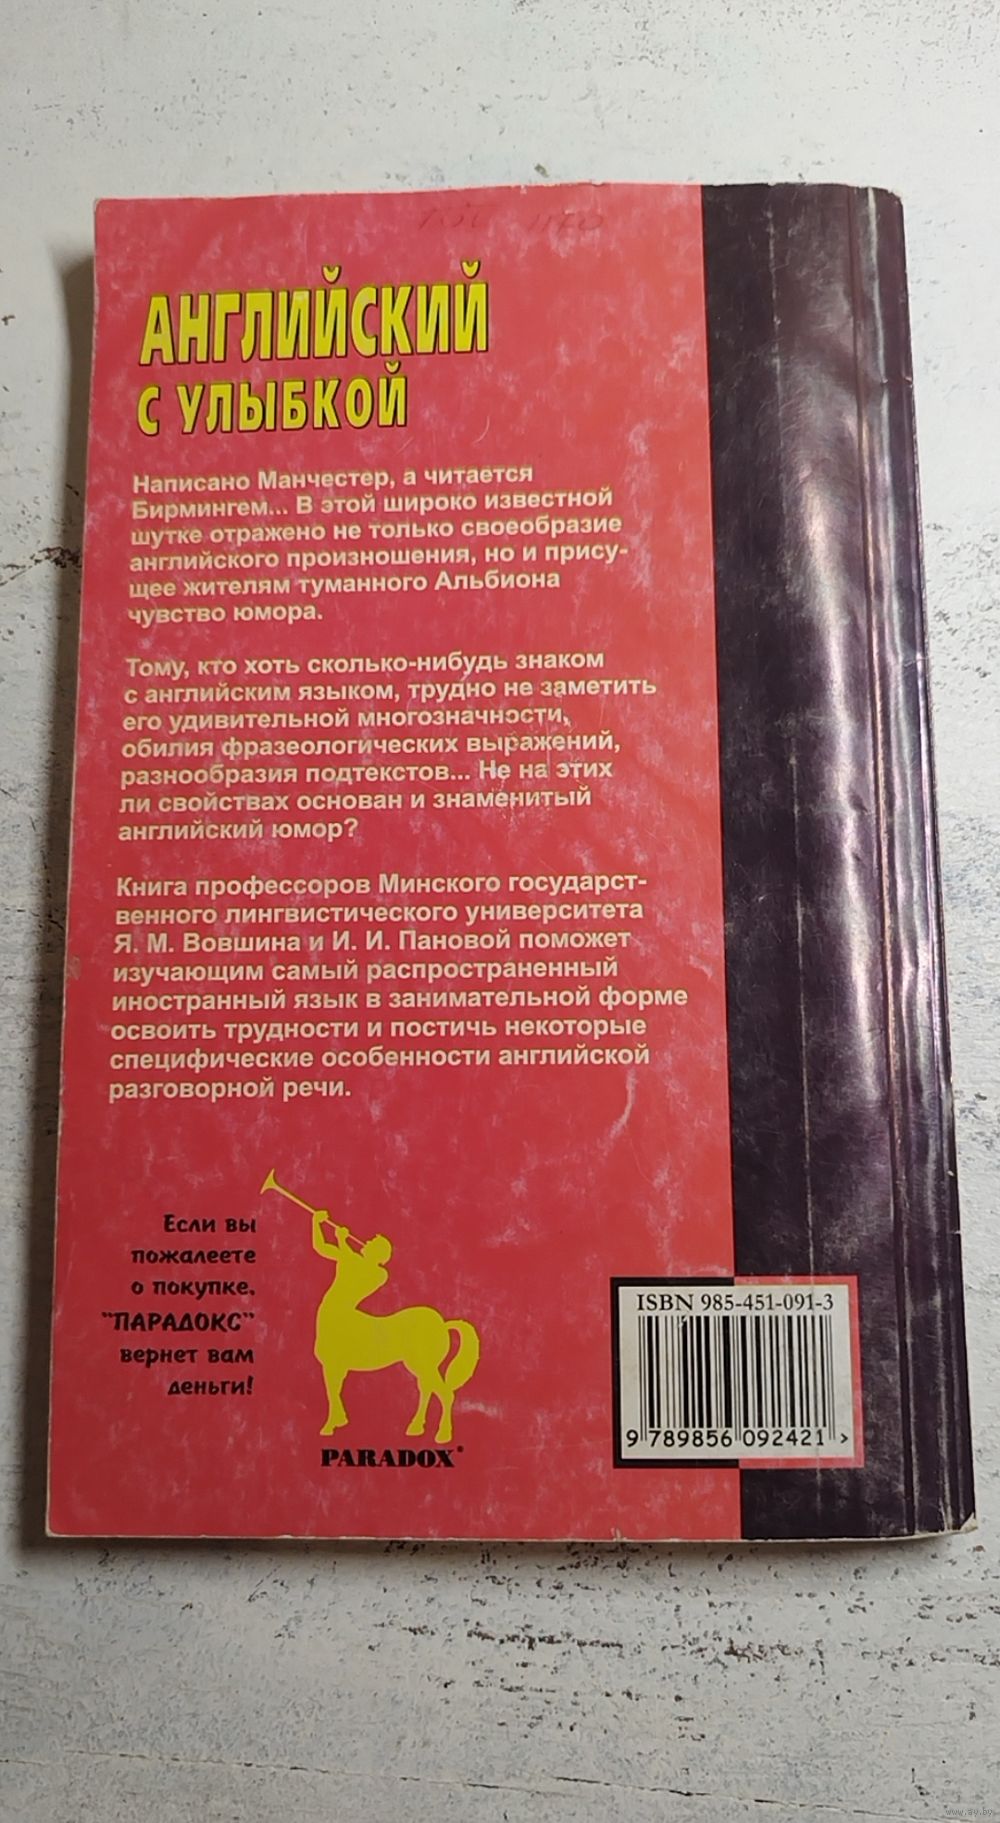 АНГЛИЙСКИЙ
С УЛЫБКОЙ
Написано Манчестер, а читается
Бирмингем... В этой широко известной
шутке отражено не только своеобразие
английского произношения, но и прису-
щее жителям туманного Альбиона
чувство юмора.
Тому, кто хоть сколько-нибудь знаком
с английским языком, трудно не заметить
его удивительной многозначности,
обилия фразеологических выражений,
разнообразия подтекстов... Не на этих
ли свойствах основан и знаменитый
английский юмор?
Книга профессоров Минского государст-
венного лингвистического университета
Я. М. Вовшина и И. И. Пановой поможет
изучающим самый распространенный
иностранный язык в занимательной форме
освоить трудности и постичь некоторые
специфические особенности английской
разговорной речи.
Если вы
пожалеете
о покупке,
"ПАРАДОКС"
вернет вам
деньги!
PARADOX®
ISBN 985-451-091-3
9 789856 092421 >
www.ay.by